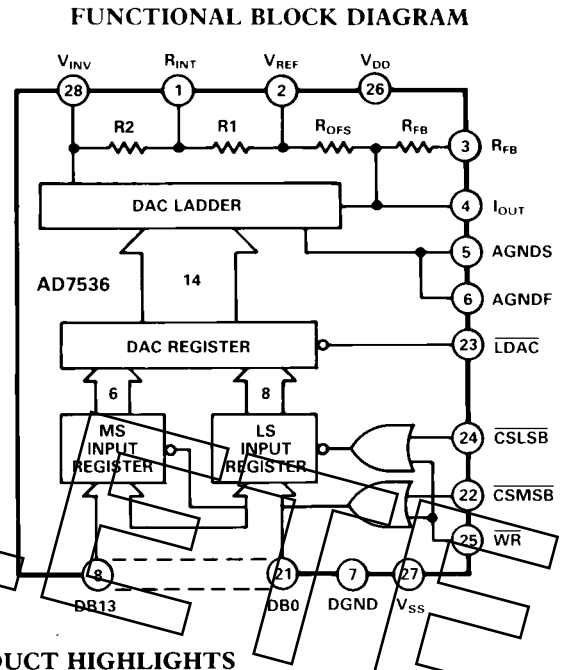 FUNCTIONAL BLOCK DIAGRAM
VINV RINT VREF VDD
28 1 2 26
R2 R1 ROFS RFB 3 RFB
DAC LADDER 4 IOUT
5 AGNDS
AD7536 14
6 AGNDF
DAC REGISTER 23 LDAC
6 8
MS INPUT REGISTER
LS INPUT REGISTER
24 CSLSB
22 CSMSB
25 WR
8 21 7 27
DB13 DB0 DGND VSS
DUCT HIGHLIGHTS